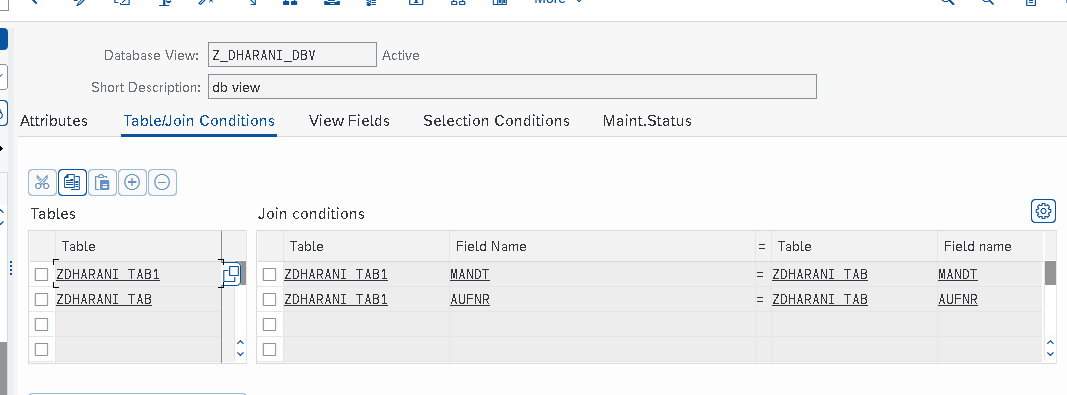 More
Database View: Z_DHARANI_DBV Active
Short Description: db view
Attributes Table/Join Conditions View Fields Selection Conditions Maint.Status
Tables Join conditions
Table Table Field Name = Table Field name
ZDHARANI_TAB1 ZDHARANI_TAB1 MANDT = ZDHARANI_TAB MANDT
ZDHARANI_TAB ZDHARANI_TAB1 AUFNR = ZDHARANI_TAB AUFNR